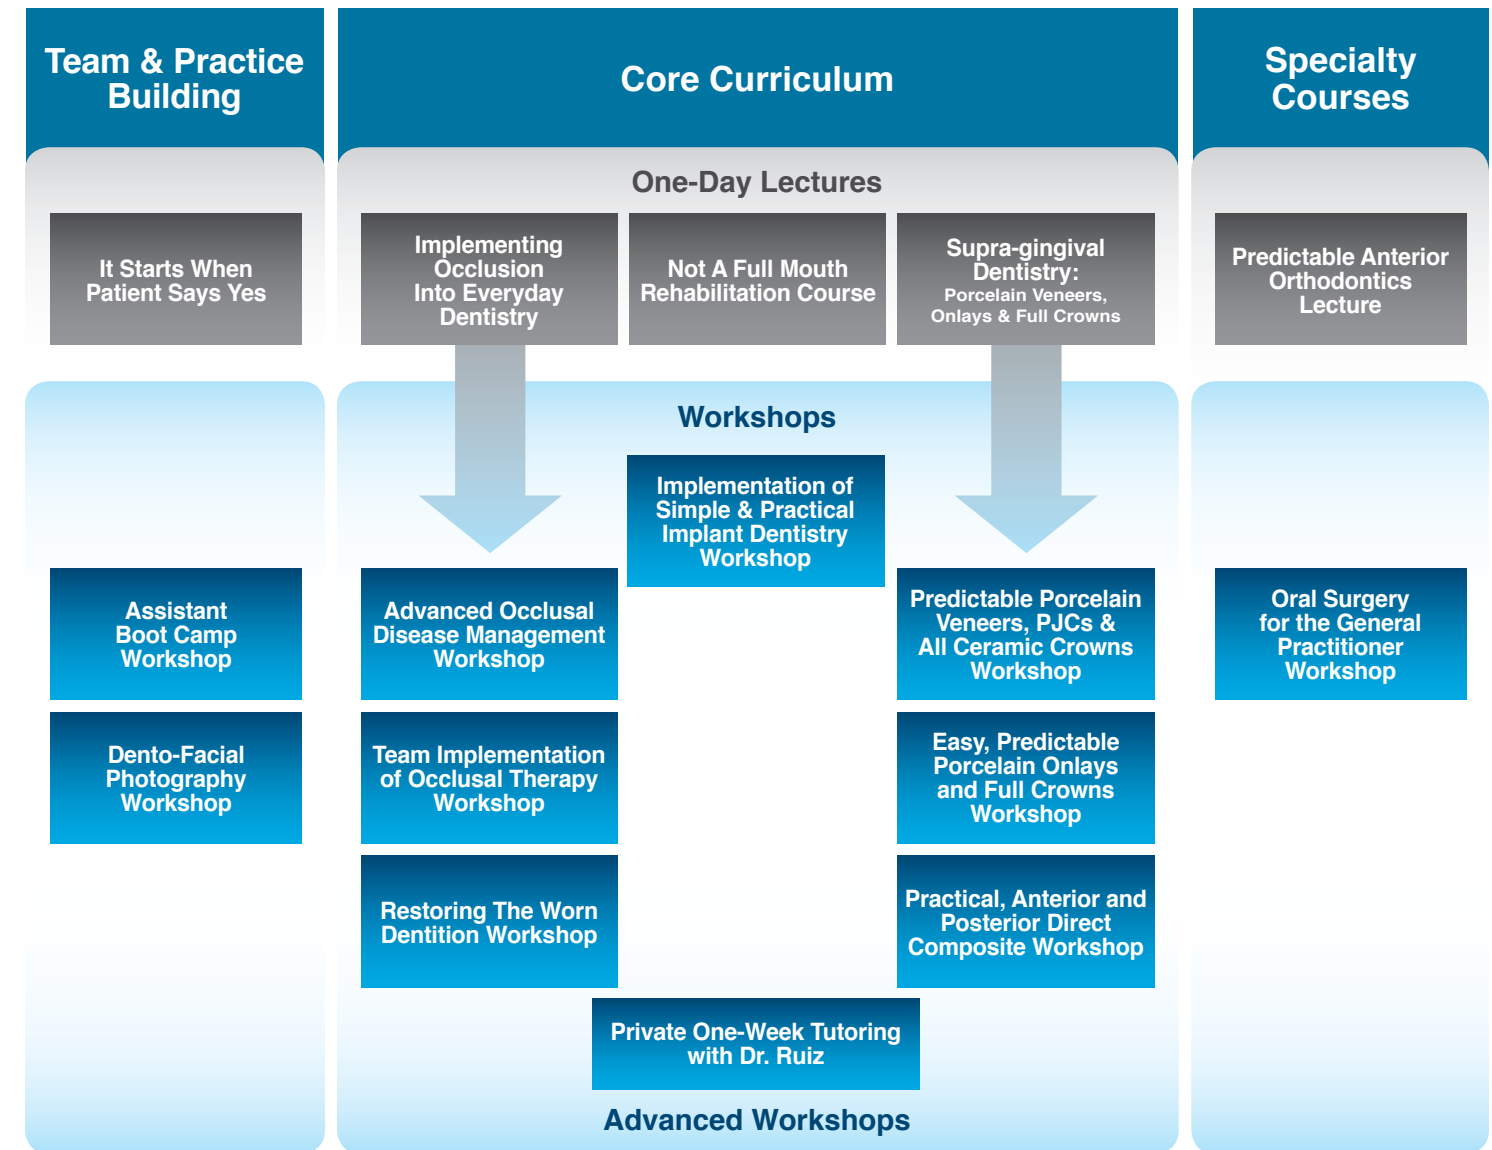 Team & Practice
Building
Core Curriculum
Specialty
Courses
One-Day Lectures
It Starts When
Patient Says Yes
Implementing
Occlusion
Into Everyday
Dentistry
Not A Full Mouth
Rehabilitation Course
Supra-gingival
Dentistry:
Porcelain Veneers,
Onlays & Full Crowns
Predictable Anterior
Orthodontics
Lecture
Workshops
Implementation of
Simple & Practical
Implant Dentistry
Workshop
Assistant
Boot Camp
Workshop
Advanced Occlusal
Disease Management
Workshop
Predictable Porcelain
Veneers, PJCs &
All Ceramic Crowns
Workshop
Oral Surgery
for the General
Practitioner
Workshop
Dento-Facial
Photography
Workshop
Team Implementation
of Occlusal Therapy
Workshop
Easy, Predictable
Porcelain Onlays
and Full Crowns
Workshop
Restoring The Worn
Dentition Workshop
Practical, Anterior and
Posterior Direct
Composite Workshop
Private One-Week Tutoring
with Dr. Ruiz
Advanced Workshops